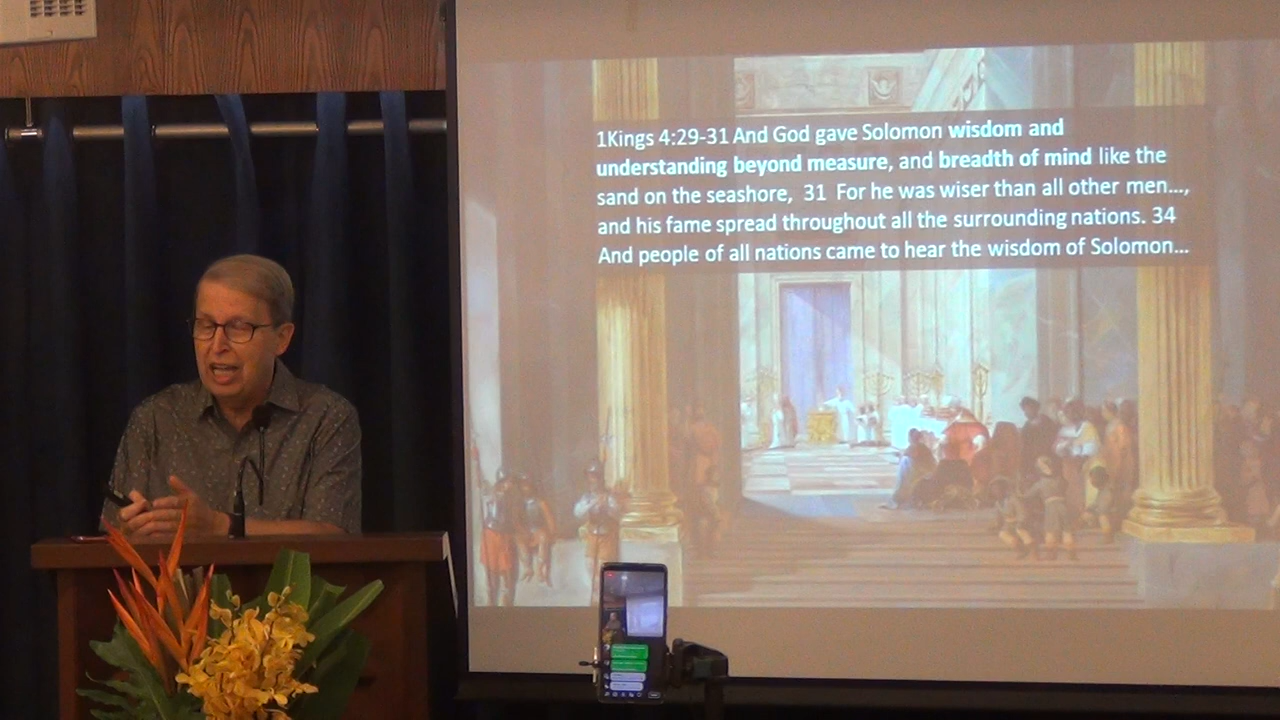 1Kings 4:29-31 And God gave Solomon wisdom and
understanding beyond measure, and breadth of mind like the
sand on the seashore,  31  For he was wiser than all other men...,
and his fame spread throughout all the surrounding nations. 34
And people of all nations came to hear the wisdom of Solomon...